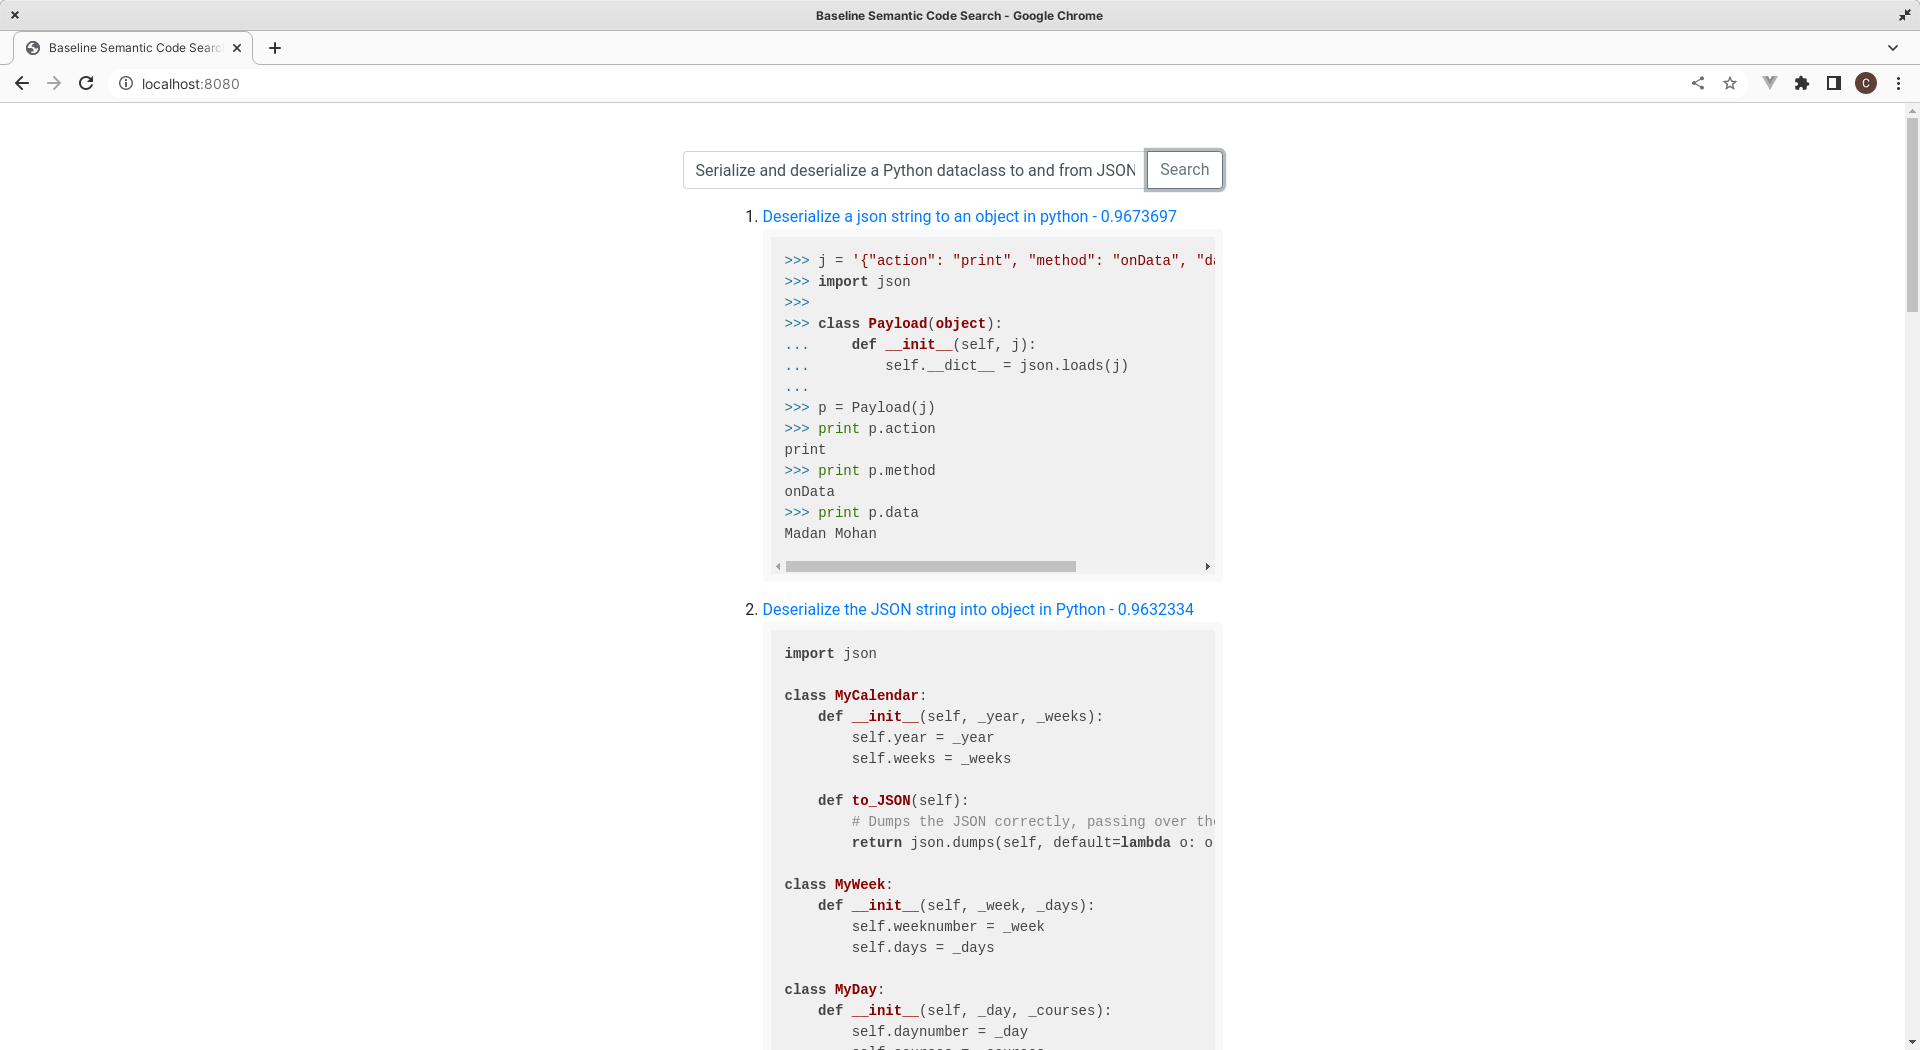 Baseline Semantic Code Search - Google Chrome
Baseline Semantic Code Searc
localhost:8080
C
Serialize and deserialize a Python dataclass to and from JSON
Search
1. Deserialize a json string to an object in python - 0.9673697
>>> j = '{"action": "print", "method": "onData", "da
>>> import json
>>>
>>> class Payload(object):
...     def __init__(self, j):
...         self.__dict__ = json.loads(j)
...
>>> p = Payload(j)
>>> print p.action
print
>>> print p.method
onData
>>> print p.data
Madan Mohan
2. Deserialize the JSON string into object in Python - 0.9632334
import json
class MyCalendar:
    def __init__(self, _year, _weeks):
        self.year = _year
        self.weeks = _weeks
    def to_JSON(self):
        # Dumps the JSON correctly, passing over the
        return json.dumps(self, default=lambda o: o
class MyWeek:
    def __init__(self, _week, _days):
        self.weeknumber = _week
        self.days = _days
class MyDay:
    def __init__(self, _day, _courses):
        self.daynumber = _day